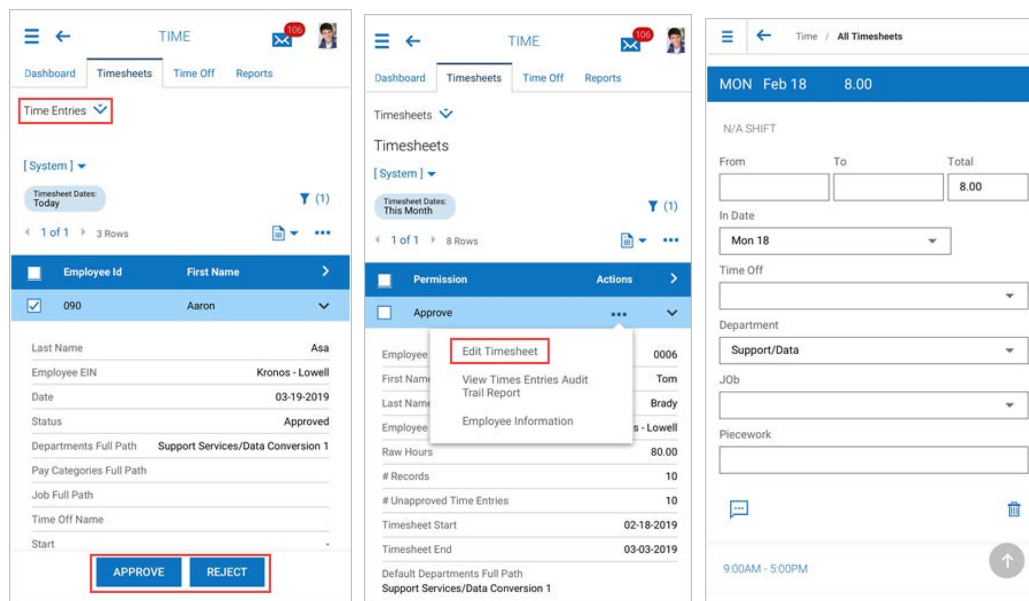 TIME
106
Dashboard Timesheets Time Off Reports
Time Entries
[ System ]
Timesheet Dates:
Today
(1)
1 of 1 3 Rows
Employee Id First Name
090 Aaron
Last Name Asa
Employee EIN Kronos - Lowell
Date 03-19-2019
Status Approved
Departments Full Path Support Services/Data Conversion 1
Pay Categories Full Path
Job Full Path
Time Off Name
Start -
APPROVE REJECT
TIME
106
Dashboard Timesheets Time Off Reports
Timesheets
Timesheets
[ System ]
Timesheet Dates:
This Month
(1)
1 of 1 8 Rows
Permission Actions
Approve
Edit Timesheet
View Times Entries Audit
Trail Report
Employee Information
Employee 0006
First Name Tom
Last Name Brady
Employee s - Lowell
Raw Hours 80.00
# Records 10
# Unapproved Time Entries 10
Timesheet Start 02-18-2019
Timesheet End 03-03-2019
Default Departments Full Path
Support Services/Data Conversion 1
Time / All Timesheets
MON Feb 18 8.00
N/A SHIFT
From To Total
8.00
In Date
Mon 18
Time Off
Department
Support/Data
JOb
Piecework
9:00AM - 5:00PM